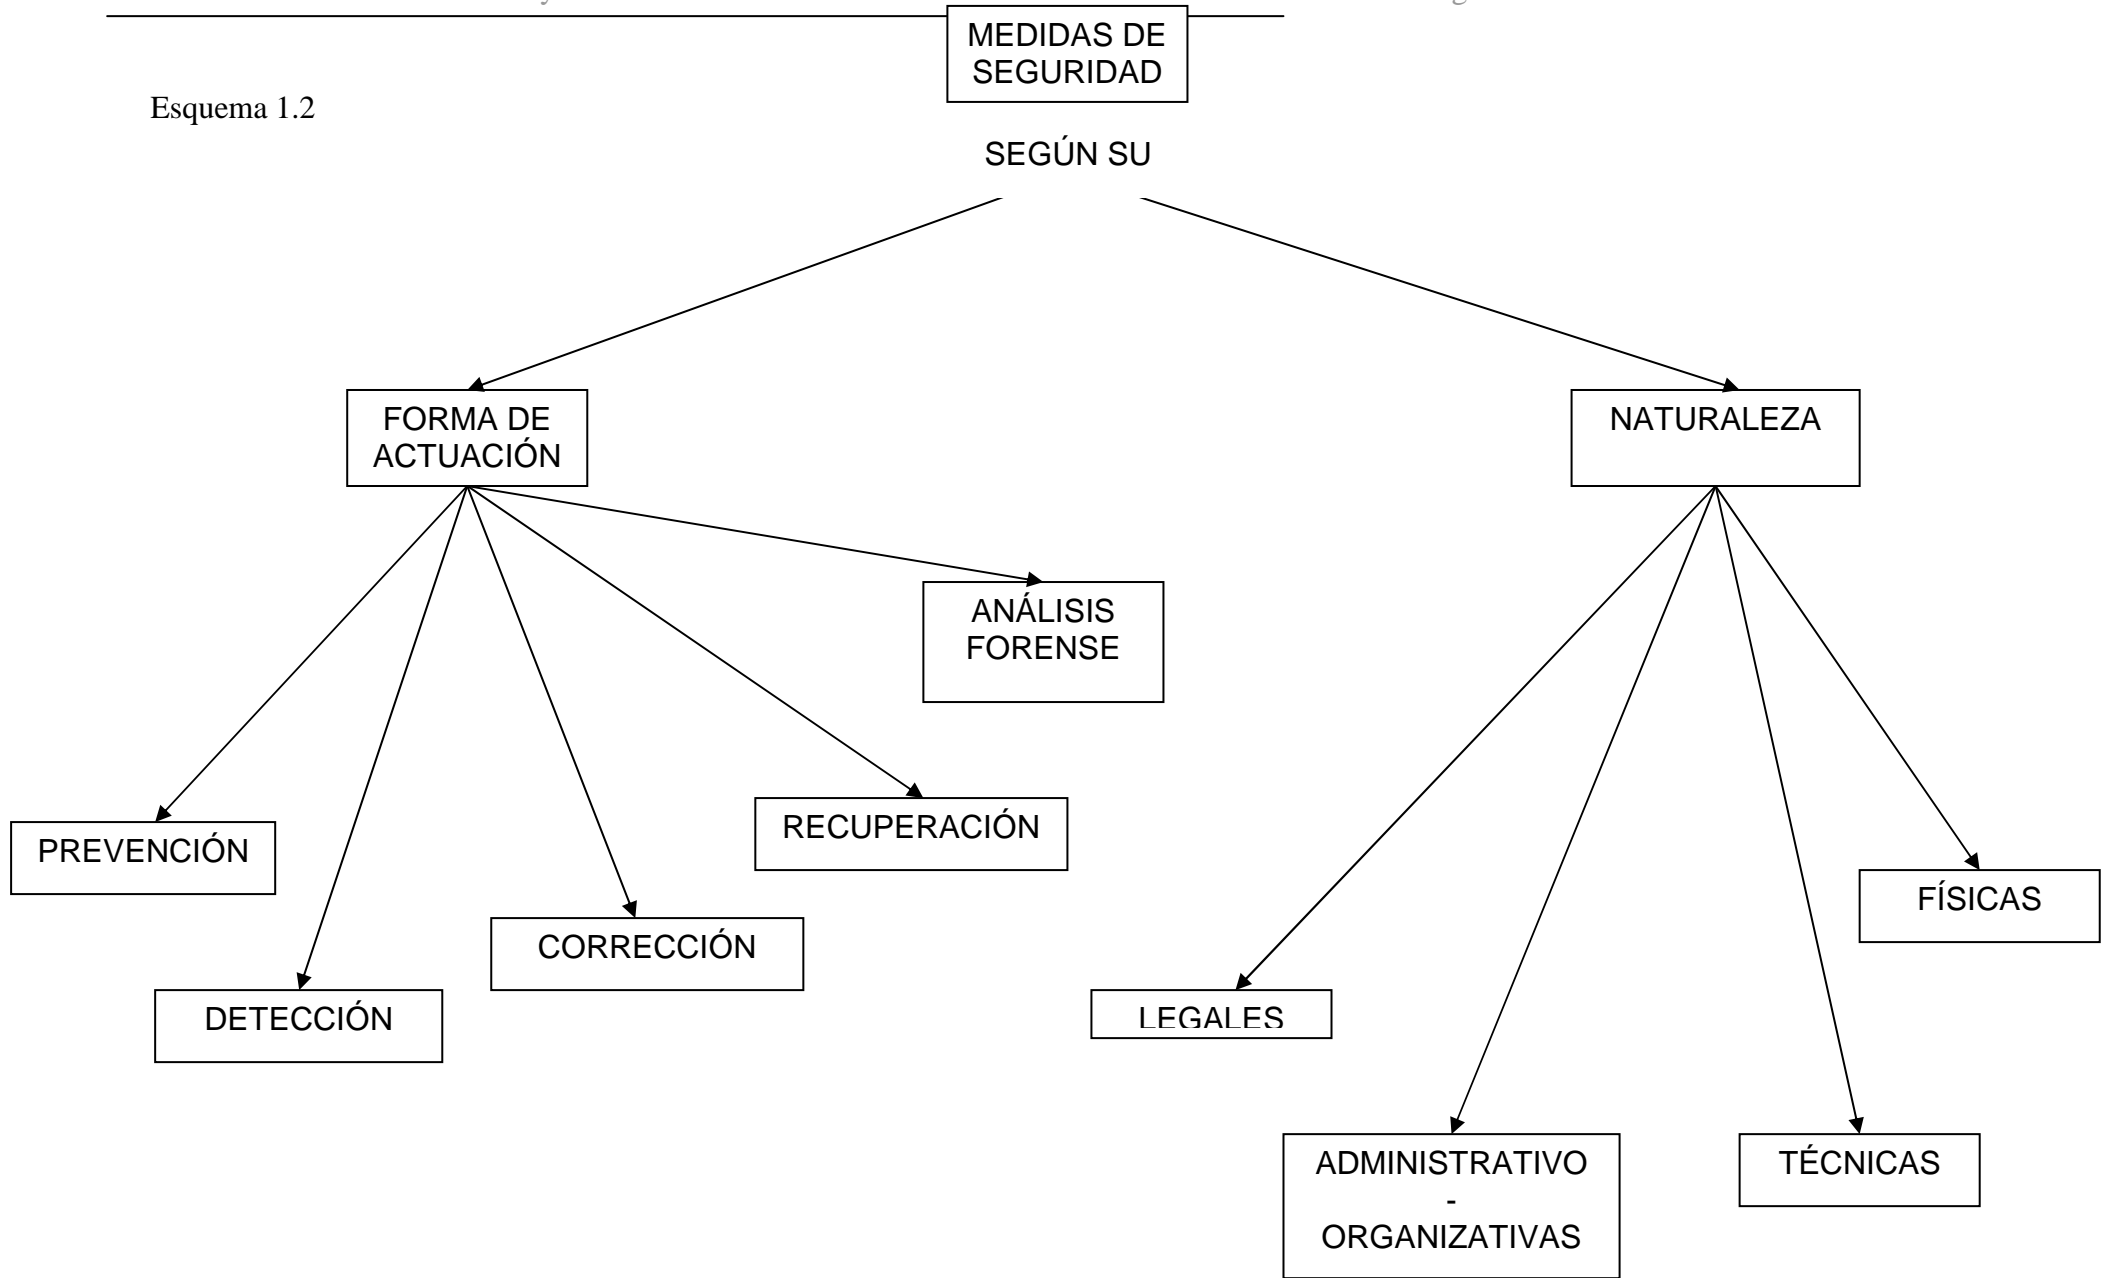 MEDIDAS DE
SEGURIDAD
Esquema 1.2
SEGÚN SU
FORMA DE
ACTUACIÓN
NATURALEZA
ANÁLISIS
FORENSE
RECUPERACIÓN
PREVENCIÓN
FÍSICAS
CORRECCIÓN
DETECCIÓN
LEGALES
ADMINISTRATIVO
-
ORGANIZATIVAS
TÉCNICAS